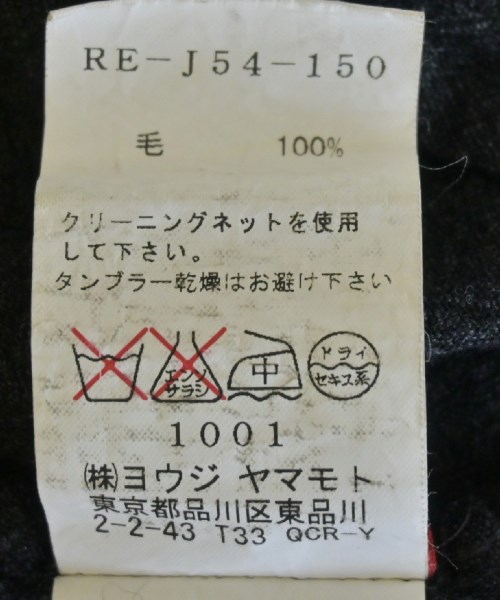 RE-J54-150
毛 100%
クリーニングネットを使用
して下さい。
タンブラー乾燥はお避け下さい
エンソ
サラシ
中
ドライ
セキユ系
1001
(株)ヨウジ ヤマモト
東京都品川区東品川
2-2-43 T33 QCR-Y